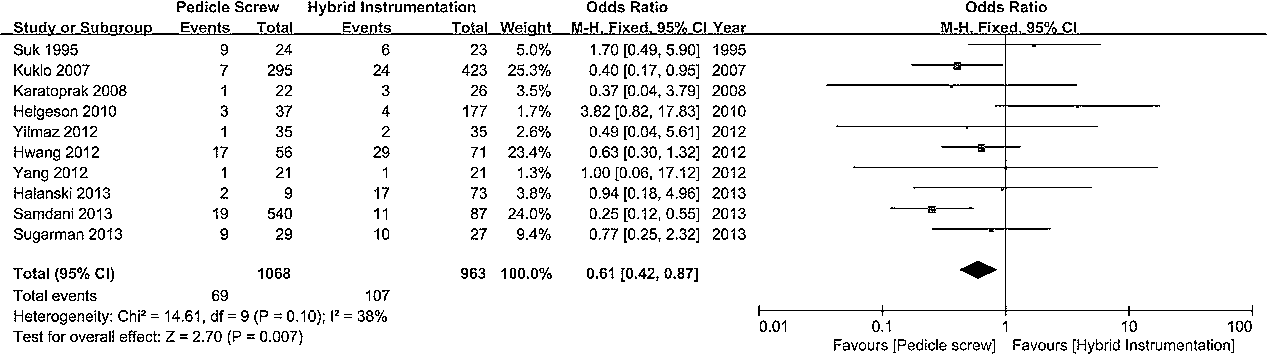 Pedicle Screw Hybrid Instrumentation Odds Ratio Odds Ratio
Study or Subgroup Events Total Events Total Weight M-H, Fixed, 95% CI Year M-H, Fixed, 95% CI
Suk 1995 9 24 6 23 5.0% 1.70 [0.49, 5.90] 1995
Kuklo 2007 7 295 24 423 25.3% 0.40 [0.17, 0.95] 2007
Karatoprak 2008 1 22 3 26 3.5% 0.37 [0.04, 3.79] 2008
Helgeson 2010 3 37 4 177 1.7% 3.82 [0.82, 17.83] 2010
Yilmaz 2012 1 35 2 35 2.6% 0.49 [0.04, 5.61] 2012
Hwang 2012 17 56 29 71 23.4% 0.63 [0.30, 1.32] 2012
Yang 2012 1 21 1 21 1.3% 1.00 [0.06, 17.12] 2012
Halanski 2013 2 9 17 73 3.8% 0.94 [0.18, 4.96] 2013
Samdani 2013 19 540 11 87 24.0% 0.25 [0.12, 0.55] 2013
Sugarman 2013 9 29 10 27 9.4% 0.77 [0.25, 2.32] 2013
Total (95% CI) 1068 963 100.0% 0.61 [0.42, 0.87]
Total events 69 107
Heterogeneity: Chi² = 14.61, df = 9 (P = 0.10); I² = 38%
Test for overall effect: Z = 2.70 (P = 0.007)
0.01 0.1 1 10 100
Favours [Pedicle screw] Favours [Hybrid Instrumentation]